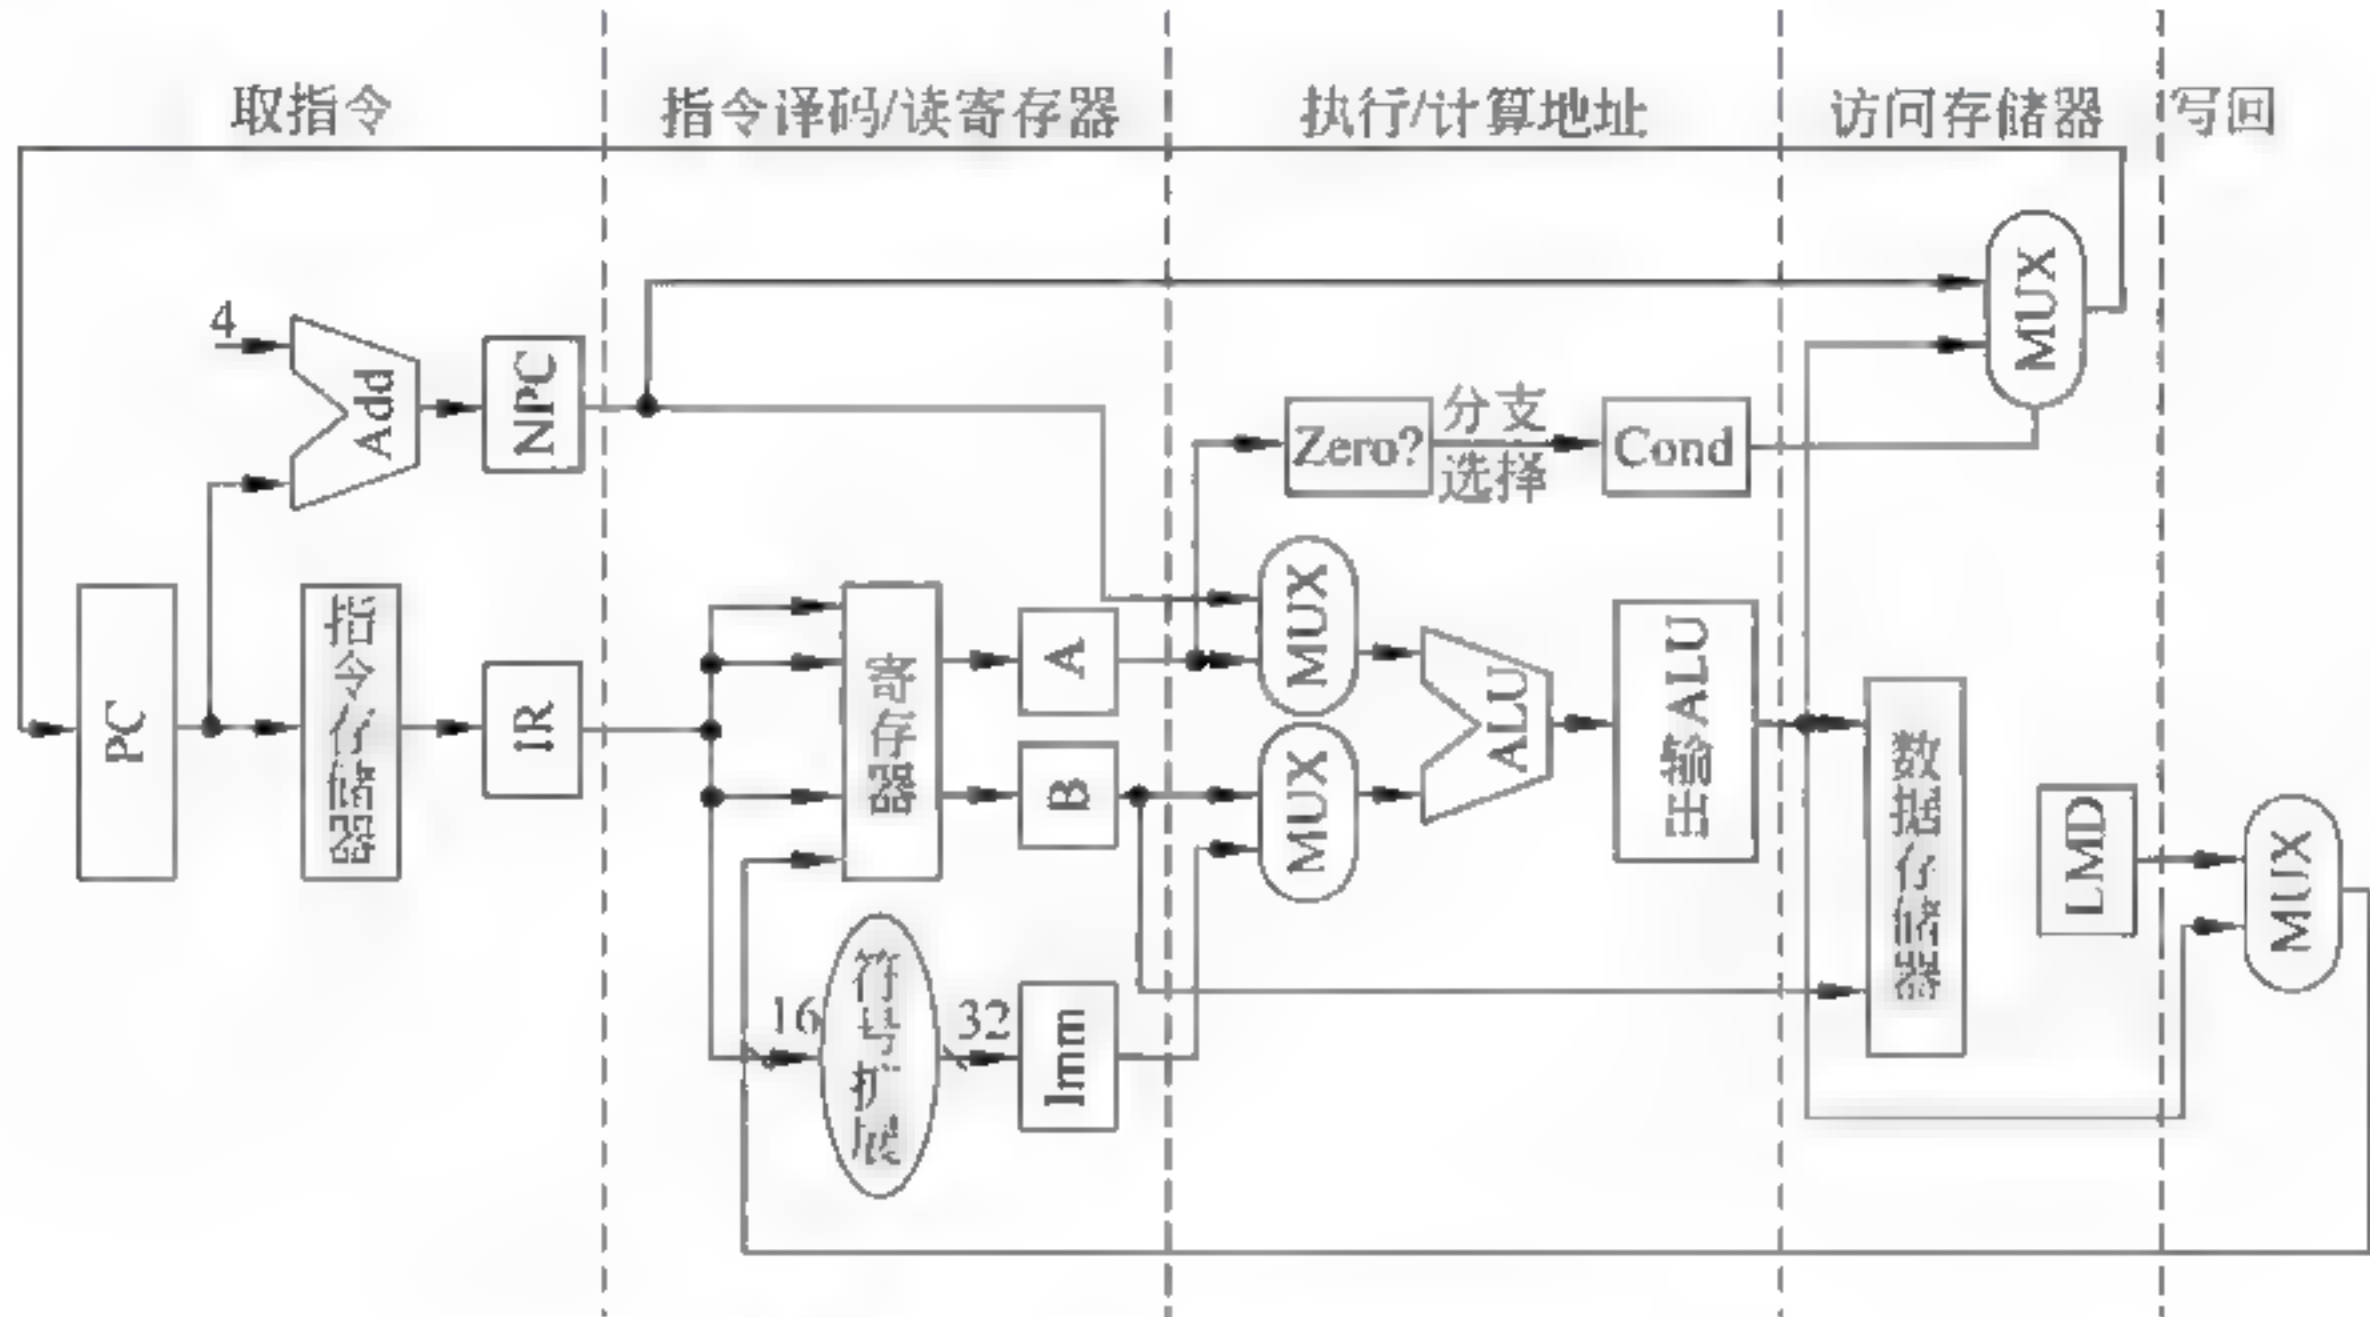 取指令
指令译码/读寄存器
执行/计算地址
访问存储器
写回
4
Add
NPC
MUX
Zero?
分支
选择
Cond
PC
指令存储器
IR
寄存器
A
B
MUX
MUX
ALU
ALU
输出
数据存储器
LMD
MUX
16
符号扩展
32
Imm